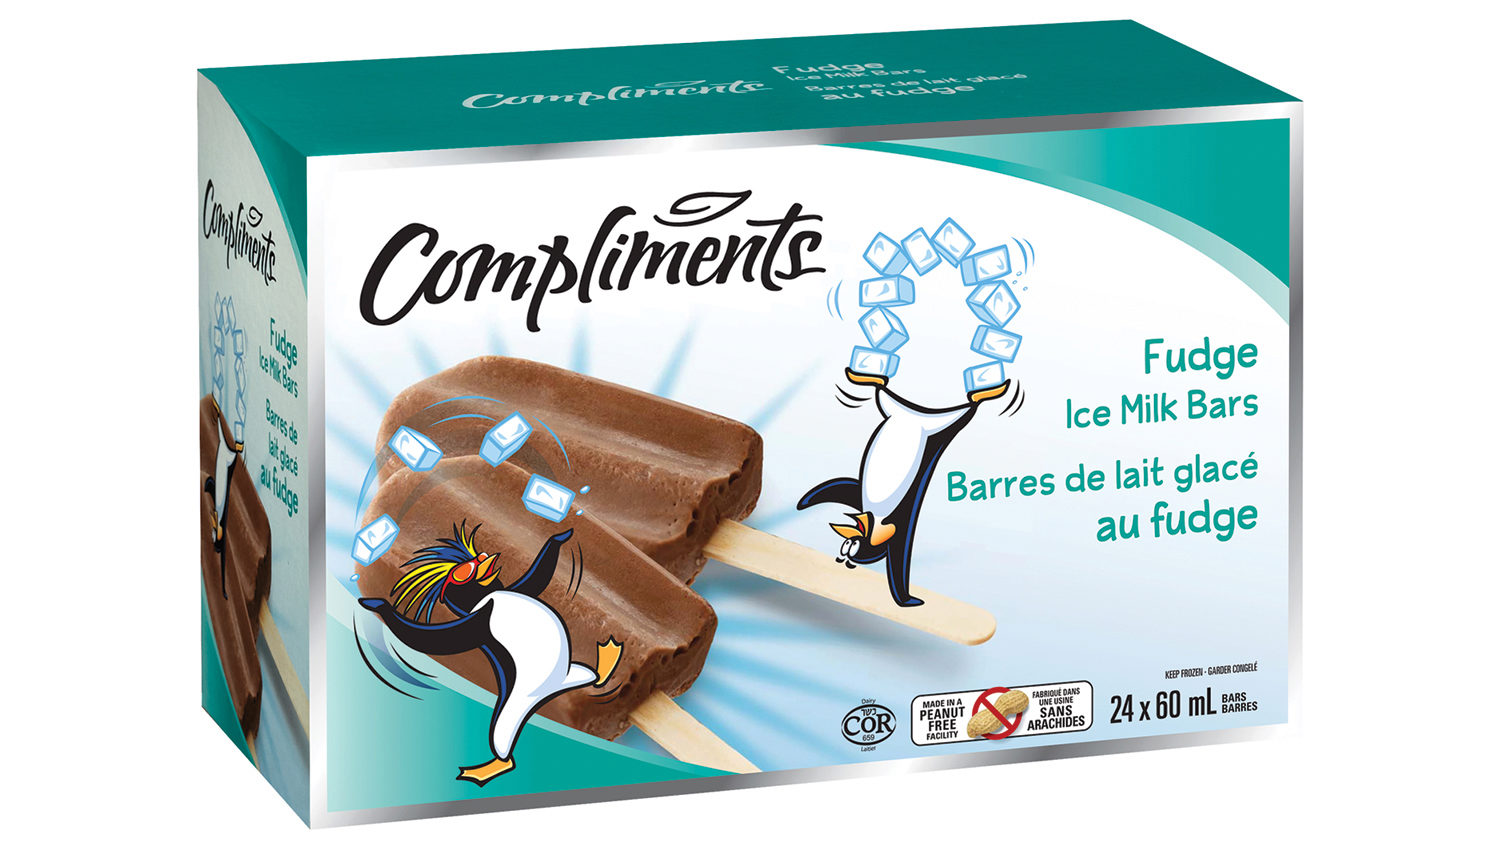 Compliments
Fudge
Ice Milk Bars
Barres de lait glacé
au fudge
Compliments
Fudge
Ice Milk Bars
Barres de
lait glacé
au fudge
Compliments
Fudge
Ice Milk Bars
Barres de lait glacé
au fudge
KEEP FROZEN - GARDER CONGELÉ
Dairy
כשר
COR
659
Laitier
MADE IN A
PEANUT
FREE
FACILITY
FABRIQUÉ DANS
UNE USINE
SANS
ARACHIDES
24 x 60 mL BARS
BARRES